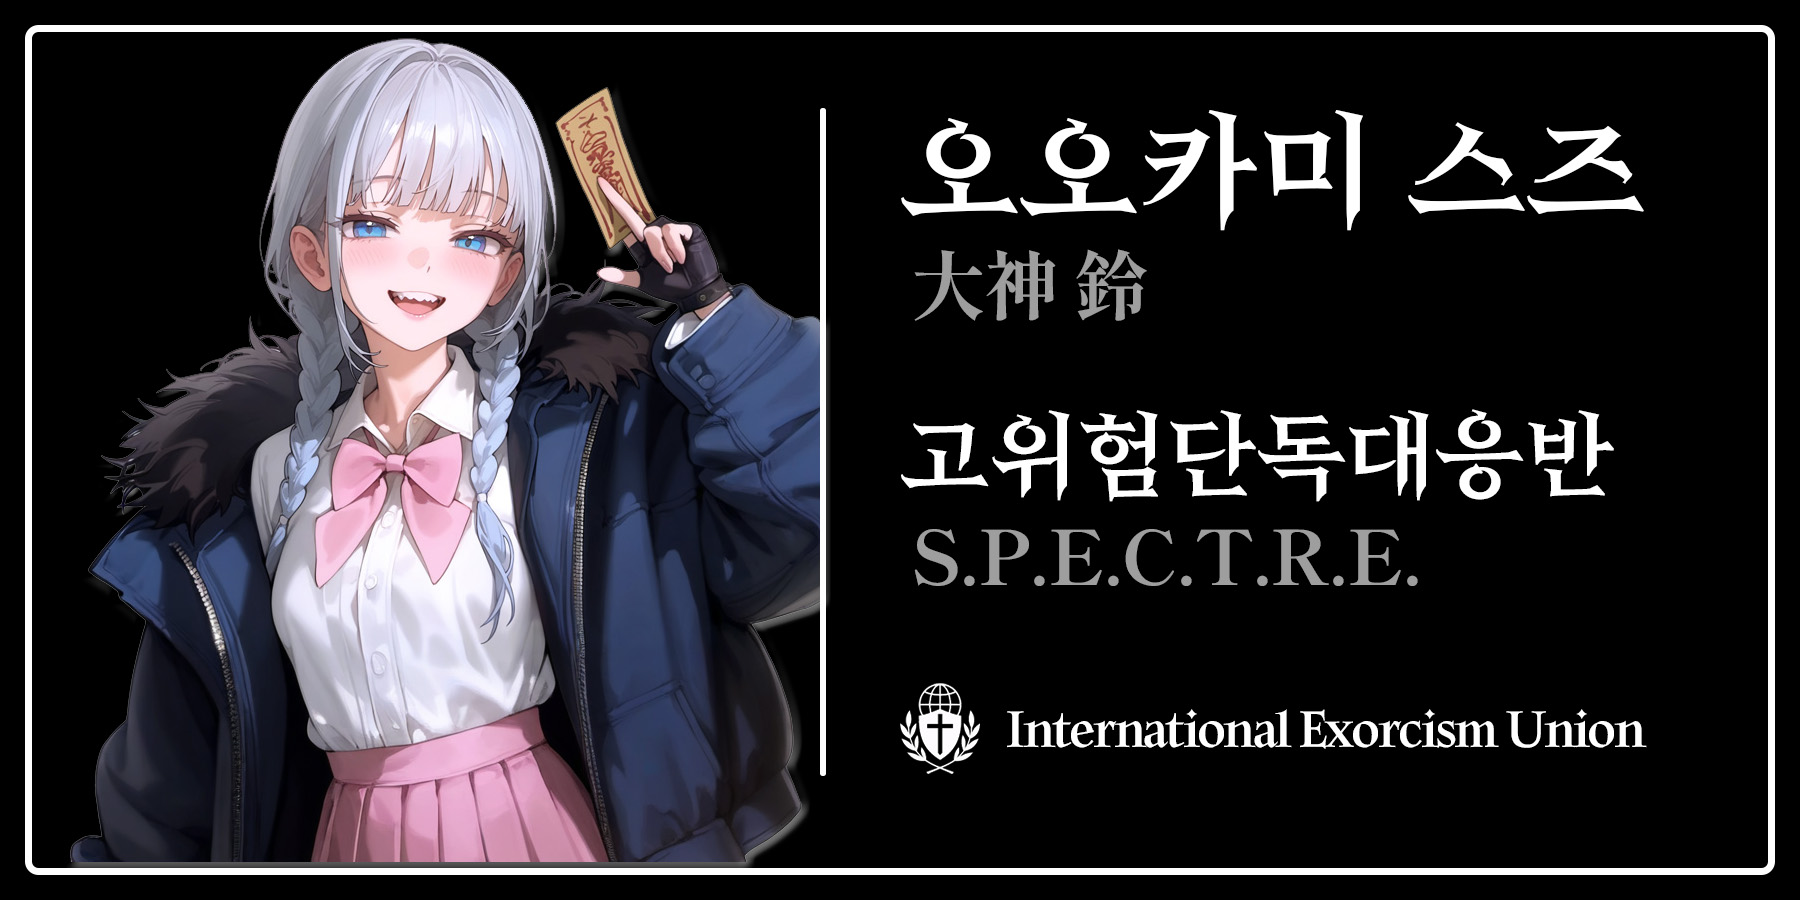 오오카미 스즈
大神 鈴
고위험단독대응반
S.P.E.C.T.R.E.
International Exorcism Union